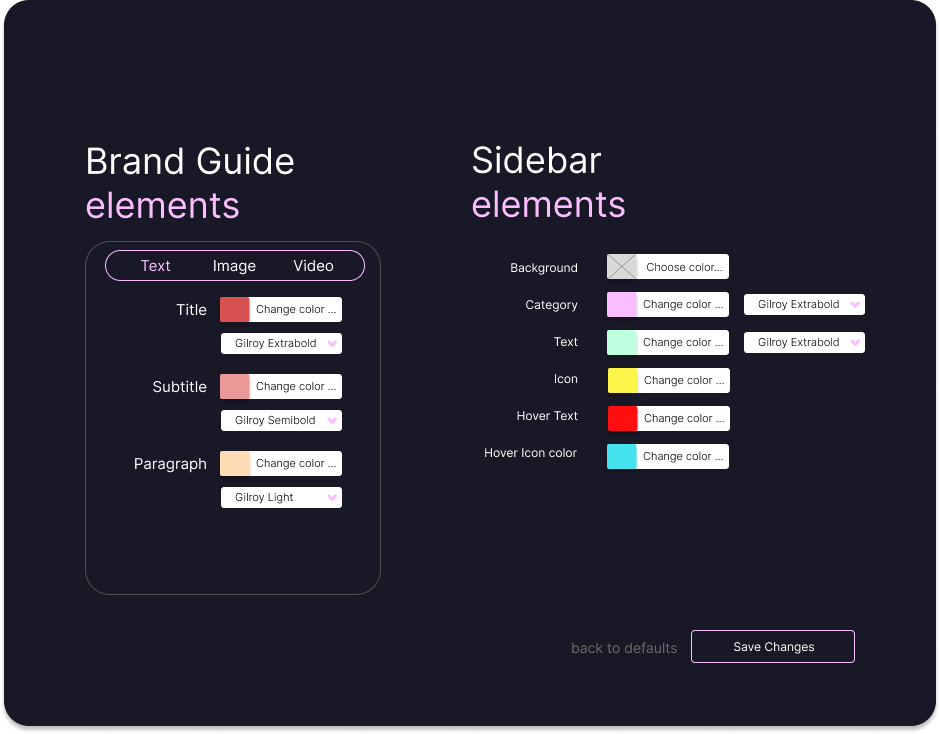 Brand Guide
elements
Text Image Video
Title Change color ...
Gilroy Extrabold
Subtitle Change color ...
Gilroy Semibold
Paragraph Change color ...
Gilroy Light
Sidebar
elements
Background Choose color...
Category Change color ... Gilroy Extrabold
Text Change color ... Gilroy Extrabold
Icon Change color ...
Hover Text Change color ...
Hover Icon color Change color ...
back to defaults Save Changes